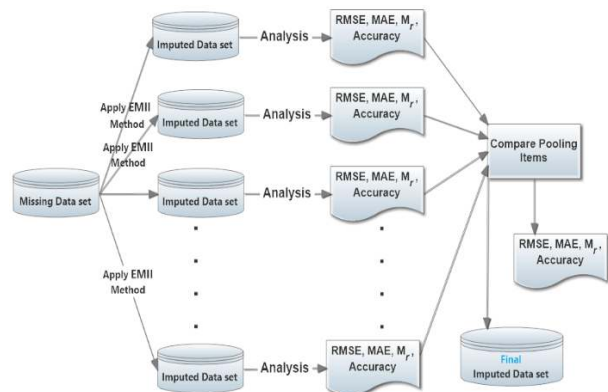 Imputed Data set
Analysis
RMSE, MAE, Mr,
Accuracy
Apply EMII
Method
Imputed Data set
Analysis
RMSE, MAE, Mr,
Accuracy
Apply EMII
Method
Missing Data set
Imputed Data set
Analysis
RMSE, MAE, Mr,
Accuracy
Compare Pooling
Items
RMSE, MAE, Mr,
Accuracy
Apply EMII
Method
Imputed Data set
Analysis
RMSE, MAE, Mr,
Accuracy
Final
Imputed Data set